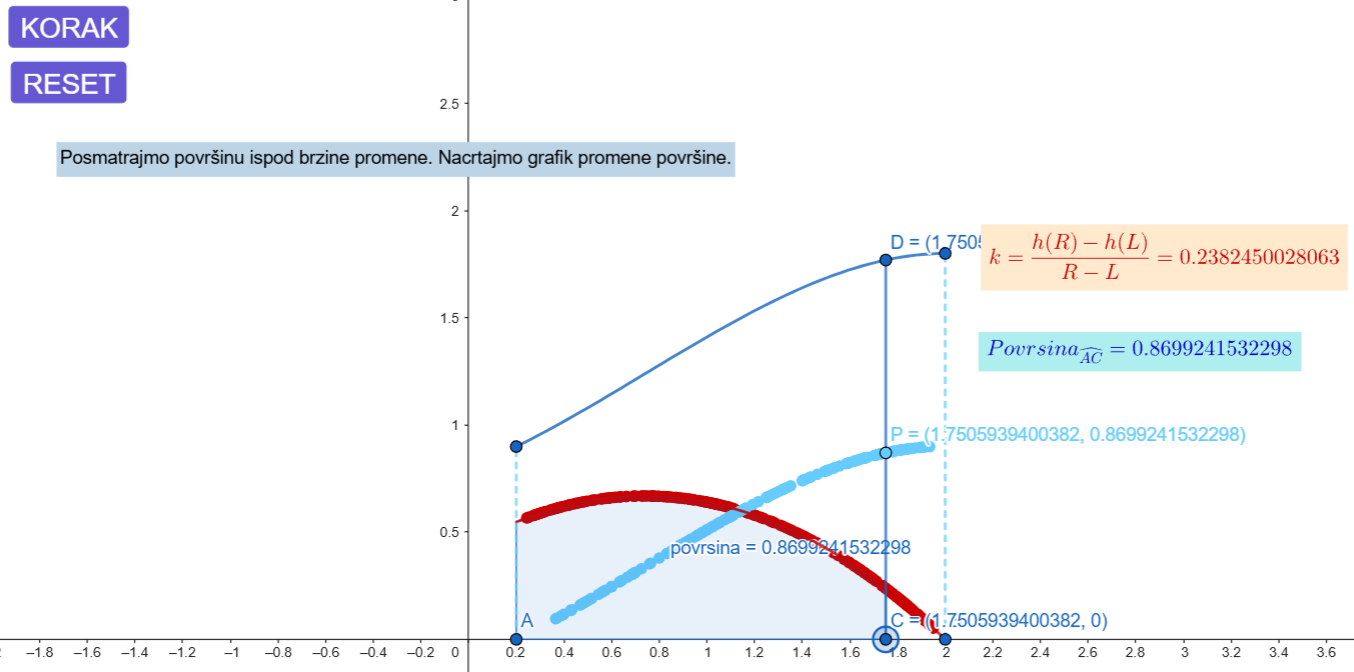 KORAK
RESET
Posmatrajmo površinu ispod brzine promene. Nacrtajmo grafik promene površine.
2.5
2
1.5
1
0.5
D = (1.7505
k = \frac{h(R) − h(L)}{R − L} = 0.2382450028063
Povrsina_{\widehat{AC}} = 0.8699241532298
P = (1.7505939400382, 0.8699241532298)
povrsina = 0.8699241532298
A
C = (1.7505939400382, 0)
−1.8 −1.6 −1.4 −1.2 −1 −0.8 −0.6 −0.4 −0.2 0 0.2 0.4 0.6 0.8 1 1.2 1.4 1.6 1.8 2 2.2 2.4 2.6 2.8 3 3.2 3.4 3.6